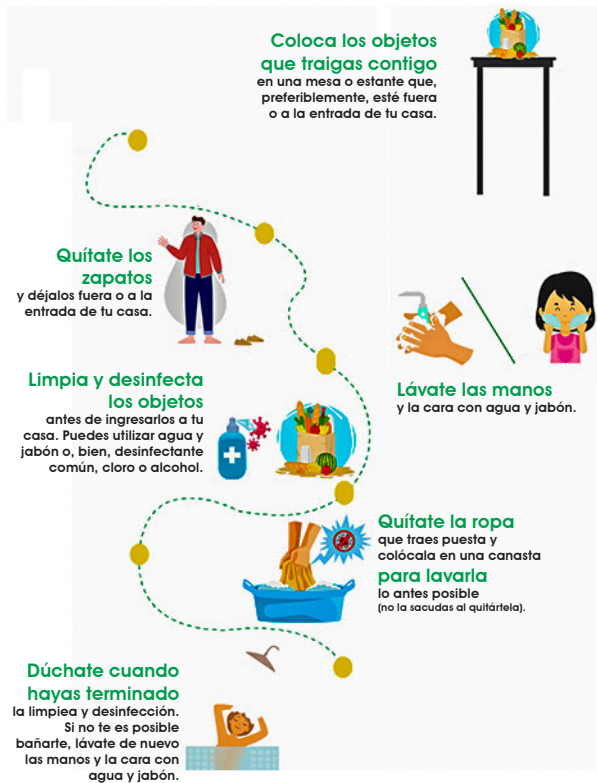 Coloca los objetos
que traigas contigo
en una mesa o estante que,
preferiblemente, esté fuera
o a la entrada de tu casa.
Quítate los
zapatos
y déjalos fuera o a la
entrada de tu casa.
Lávate las manos
y la cara con agua y jabón.
Limpia y desinfecta
los objetos
antes de ingresarlos a tu
casa. Puedes utilizar agua y
jabón o, bien, desinfectante
común, cloro o alcohol.
Quítate la ropa
que traes puesta y
colócala en una canasta
para lavarla
lo antes posible
(no la sacudas al quitártela).
Dúchate cuando
hayas terminado
la limpiea y desinfección.
Si no te es posible
bañarte, lávate de nuevo
las manos y la cara con
agua y jabón.